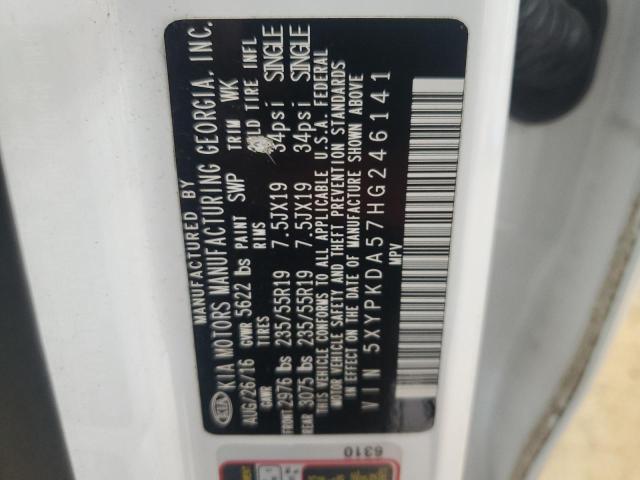 MANUFACTURED BY
KIA KIA MOTORS MANUFACTURING GEORGIA, INC.
AUG/26/16 GVWR 5622 lbs PAINT SWP TRIM WK
GAWR TIRES RIMS COLD TIRE INFL
FRONT 2976 lbs 235/55R19 7.5JX19 34psi SINGLE
REAR 3075 lbs 235/55R19 7.5JX19 34psi SINGLE
THIS VEHICLE CONFORMS TO ALL APPLICABLE U.S.A. FEDERAL
MOTOR VEHICLE SAFETY AND THEFT PREVENTION STANDARDS
IN EFFECT ON THE DATE OF MANUFACTURE SHOWN ABOVE
VIN 5XYPKDA57HG246141
MPV
6310